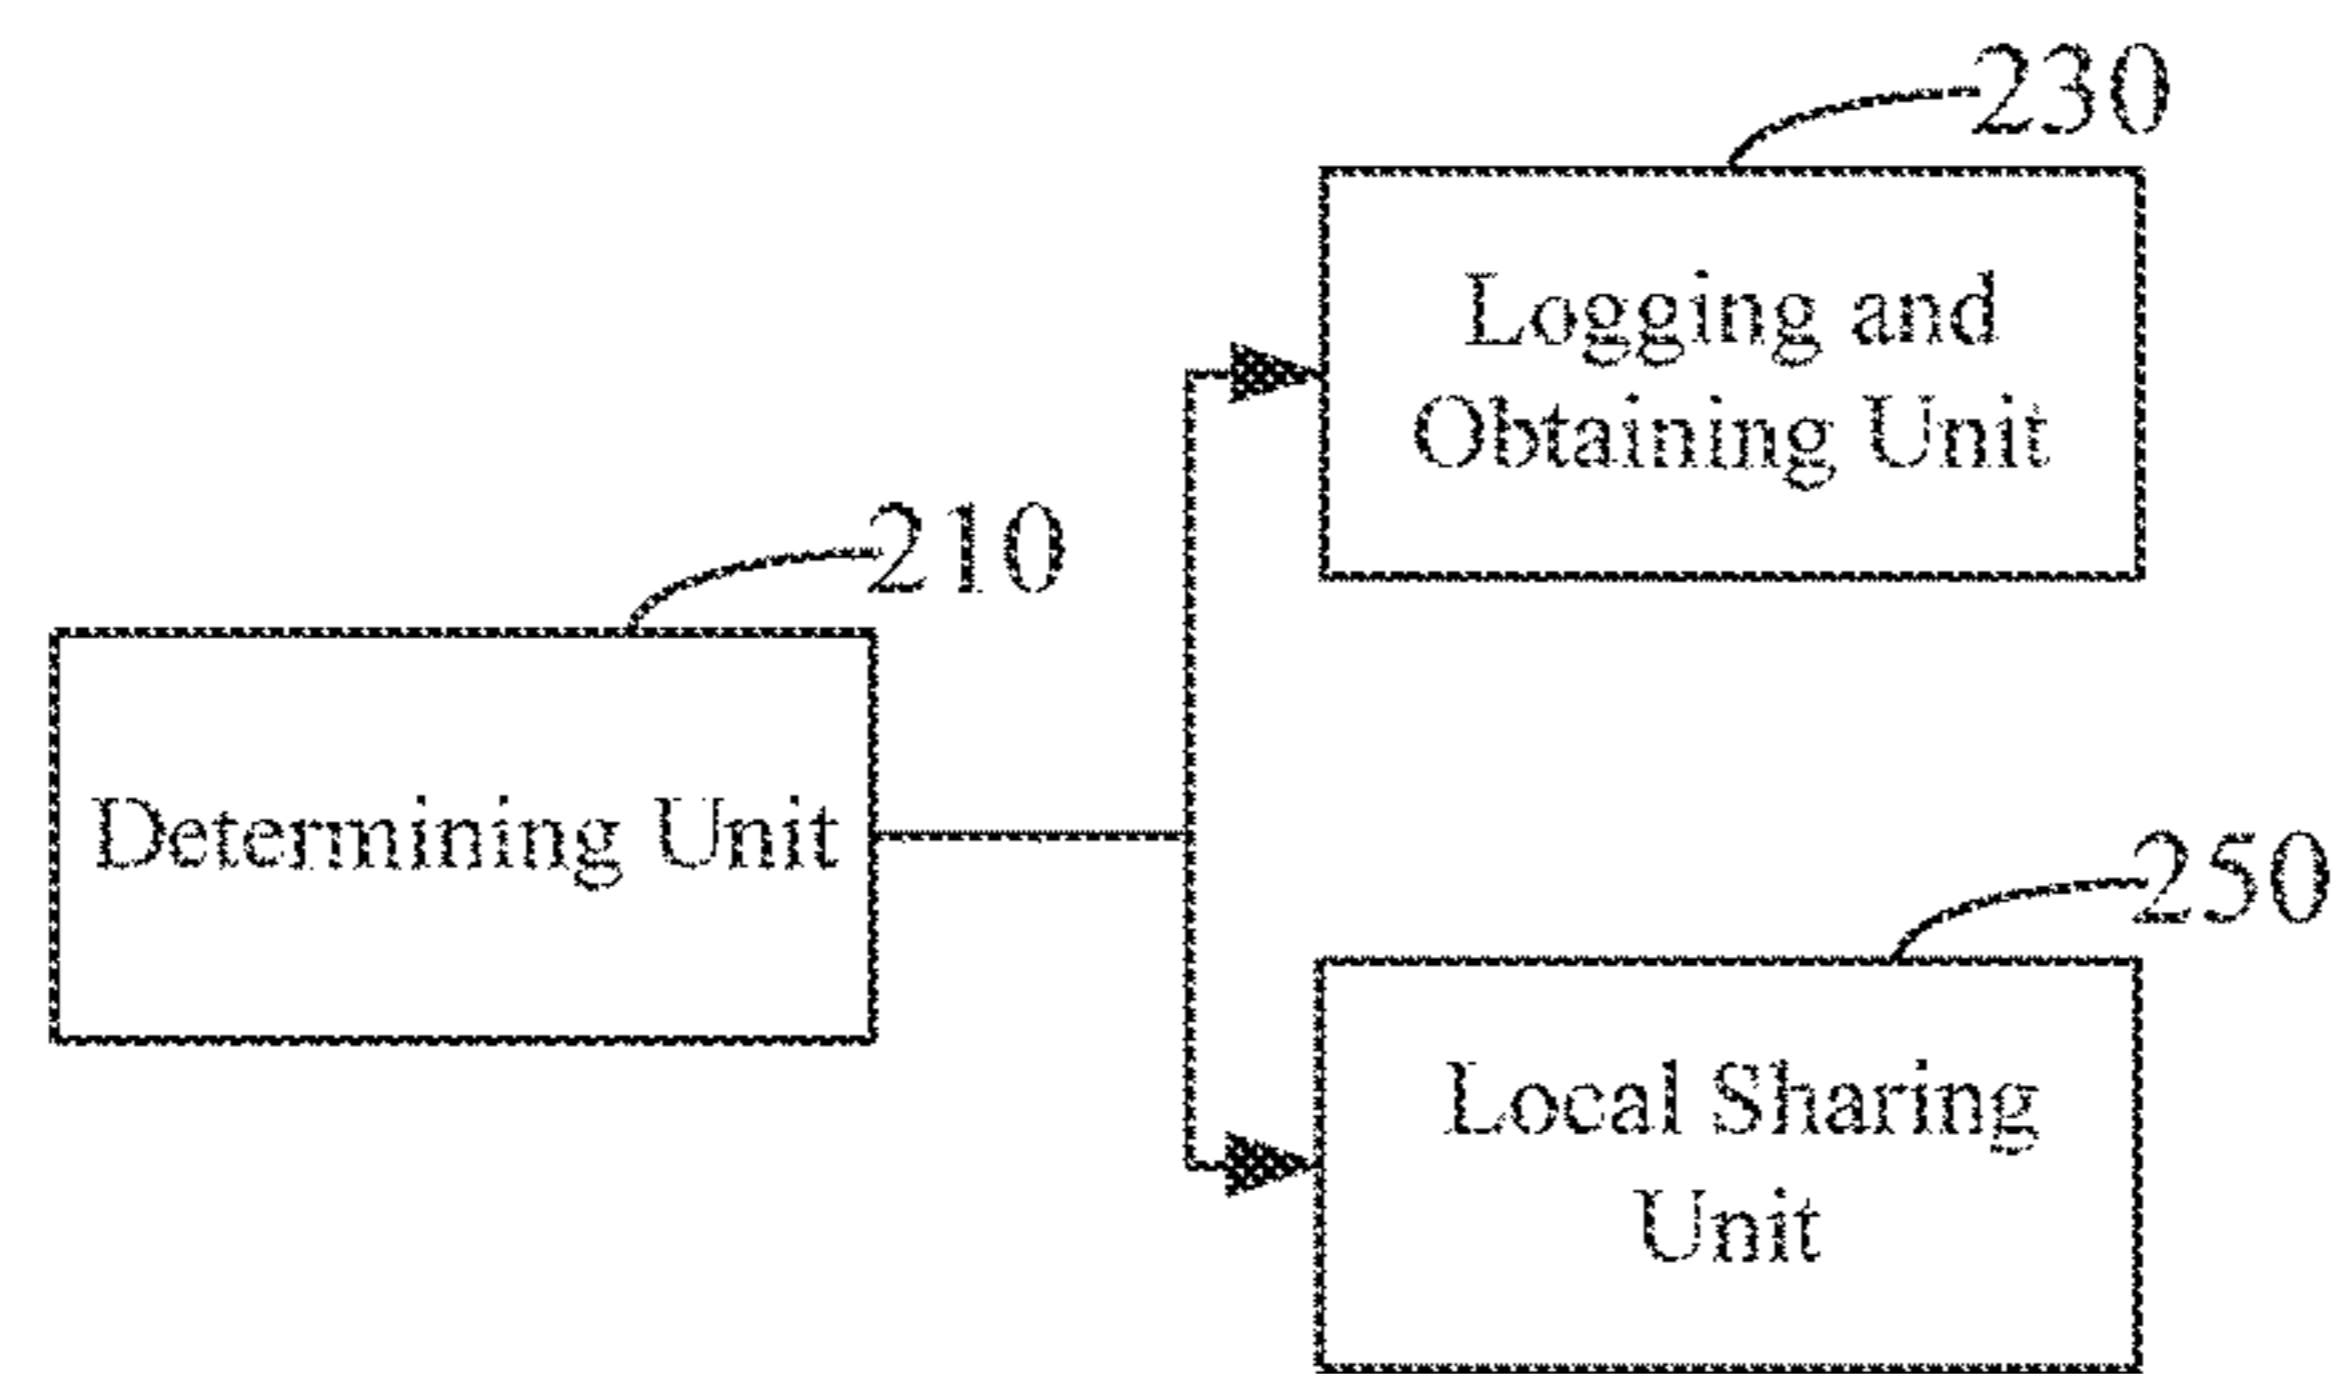 230
Logging and
Obtaining Unit
210
Determining Unit
250
Local Sharing
Unit